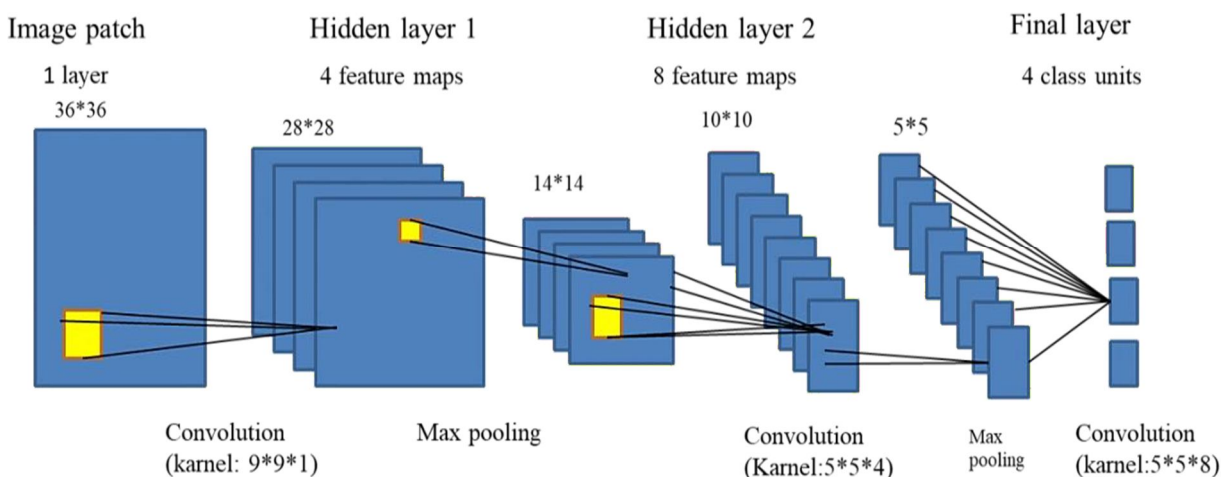 Image patch
Hidden layer 1
Hidden layer 2
Final layer
1 layer
4 feature maps
8 feature maps
4 class units
36*36
28*28
14*14
10*10
5*5
Convolution
(karnel: 9*9*1)
Max pooling
Convolution
(Karnel:5*5*4)
Max
pooling
Convolution
(karnel:5*5*8)